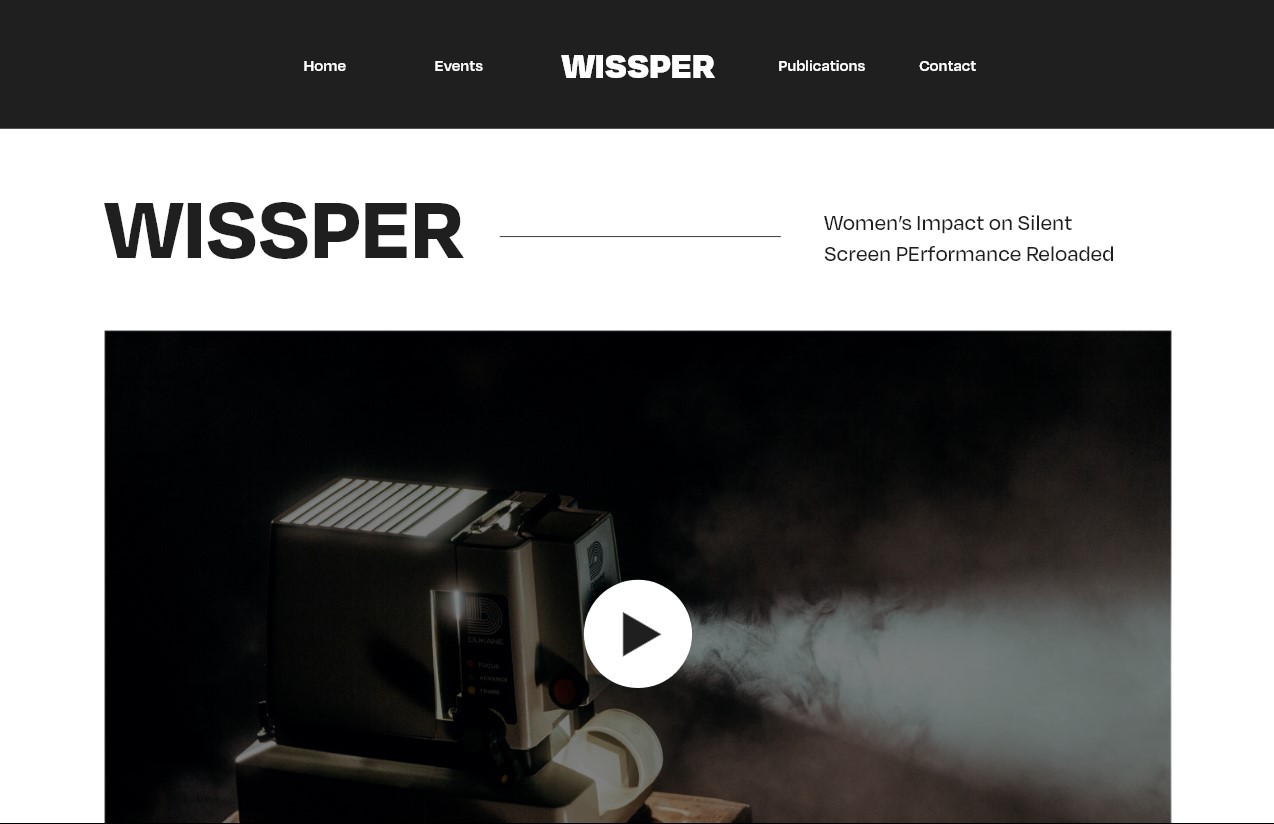 Home
Events
WISSPER
Publications
Contact
WISSPER
Women's Impact on Silent
Screen PErformance Reloaded
DUKANE
FOCUS
ADVANCE
FRAME